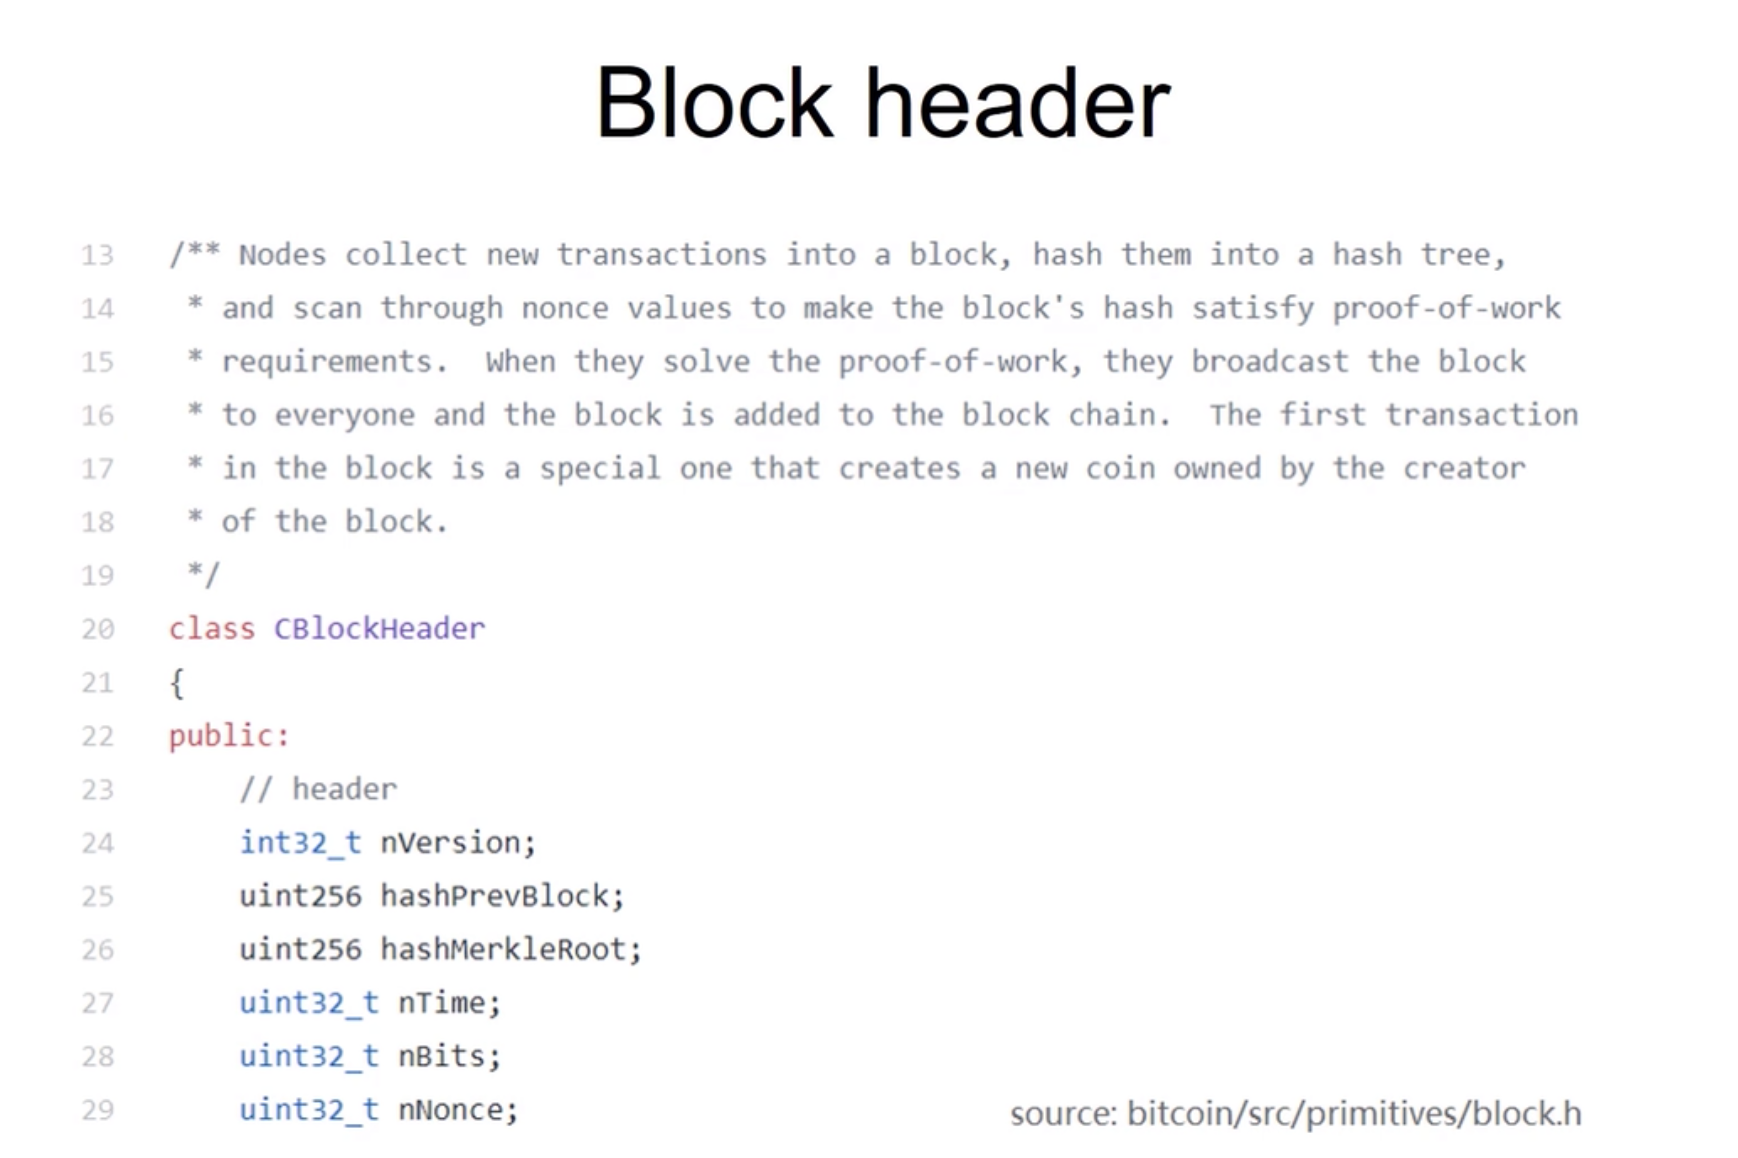 Block header
13 /** Nodes collect new transactions into a block, hash them into a hash tree,
14 * and scan through nonce values to make the block's hash satisfy proof-of-work
15 * requirements.  When they solve the proof-of-work, they broadcast the block
16 * to everyone and the block is added to the block chain.  The first transaction
17 * in the block is a special one that creates a new coin owned by the creator
18 * of the block.
19 */
20 class CBlockHeader
21 {
22 public:
23 // header
24 int32_t nVersion;
25 uint256 hashPrevBlock;
26 uint256 hashMerkleRoot;
27 uint32_t nTime;
28 uint32_t nBits;
29 uint32_t nNonce;
source: bitcoin/src/primitives/block.h